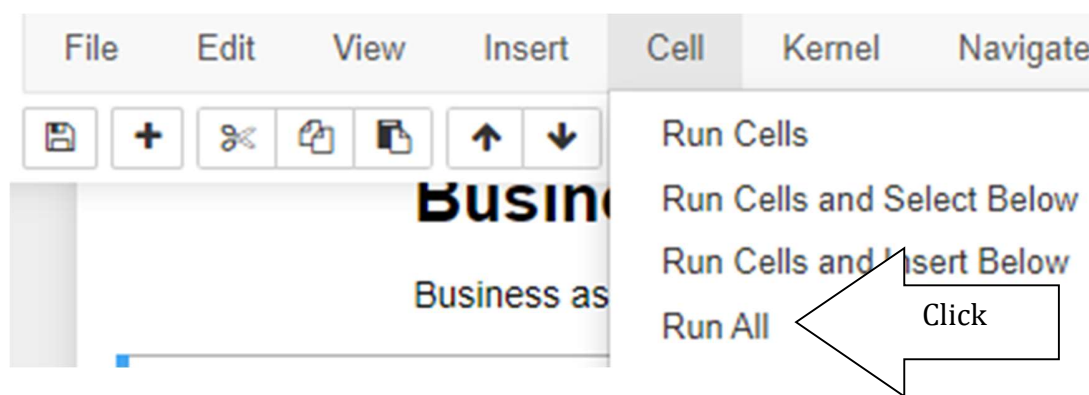 File Edit View Insert Cell Kernel Navigate
Run Cells
Busin
Run Cells and Select Below
Run Cells and Insert Below
Business as
Run All
Click